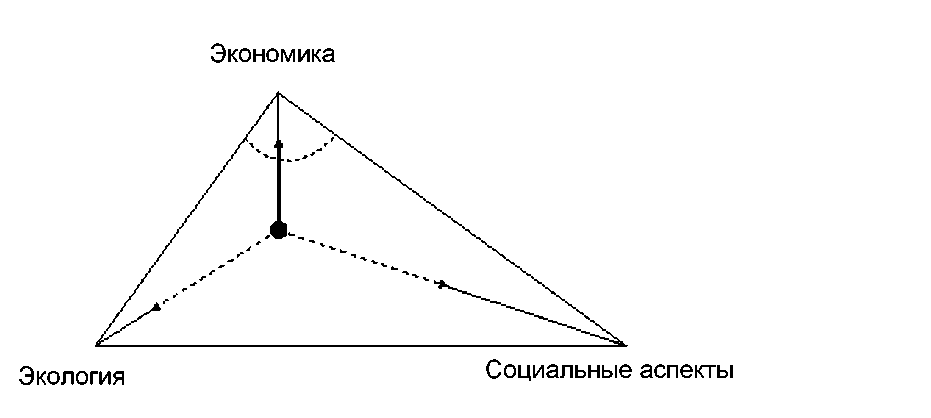 Экономика
Экология
Социальные аспекты